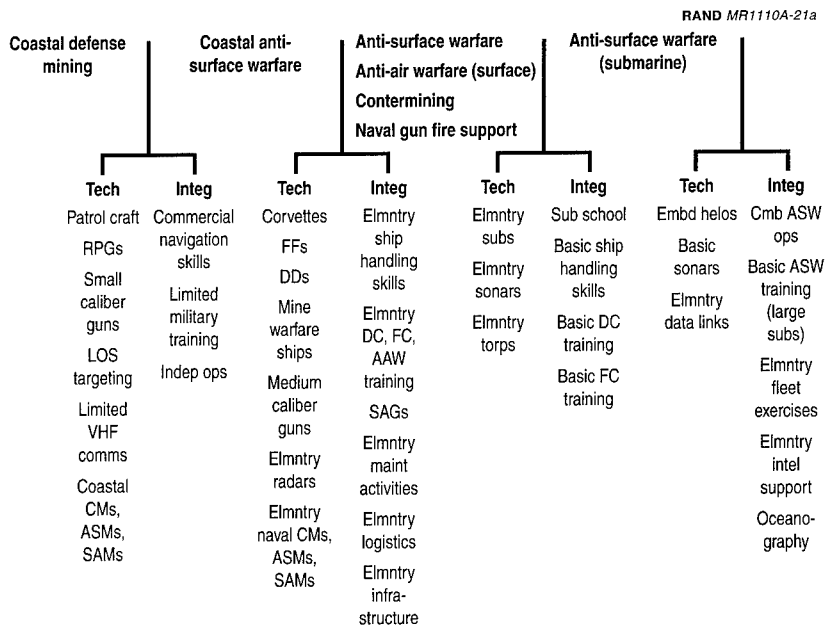 RAND MR1110A-21a
Coastal defense
mining
Coastal anti-
surface warfare
Anti-surface warfare
Anti-air warfare (surface)
Contermining
Naval gun fire support
Anti-surface warfare
(submarine)
Tech
Patrol craft
RPGs
Small
caliber
guns
LOS
targeting
Limited
VHF
comms
Coastal
CMs,
ASMs,
SAMs
Integ
Commercial
navigation
skills
Limited
military
training
Indep ops
Tech
Corvettes
FFs
DDs
Mine
warfare
ships
Medium
caliber
guns
Elmntry
radars
Elmntry
naval CMs,
ASMs,
SAMs
Integ
Elmntry
ship
handling
skills
Elmntry
DC, FC,
AAW
training
SAGs
Elmntry
maint
activities
Elmntry
logistics
Elmntry
infra-
structure
Tech
Elmntry
subs
Elmntry
sonars
Elmntry
torps
Integ
Sub school
Basic ship
handling
skills
Basic DC
training
Basic FC
training
Tech
Embd helos
Basic
sonars
Elmntry
data links
Integ
Cmb ASW
ops
Basic ASW
training
(large
subs)
Elmntry
fleet
exercises
Elmntry
intel
support
Oceano-
graphy